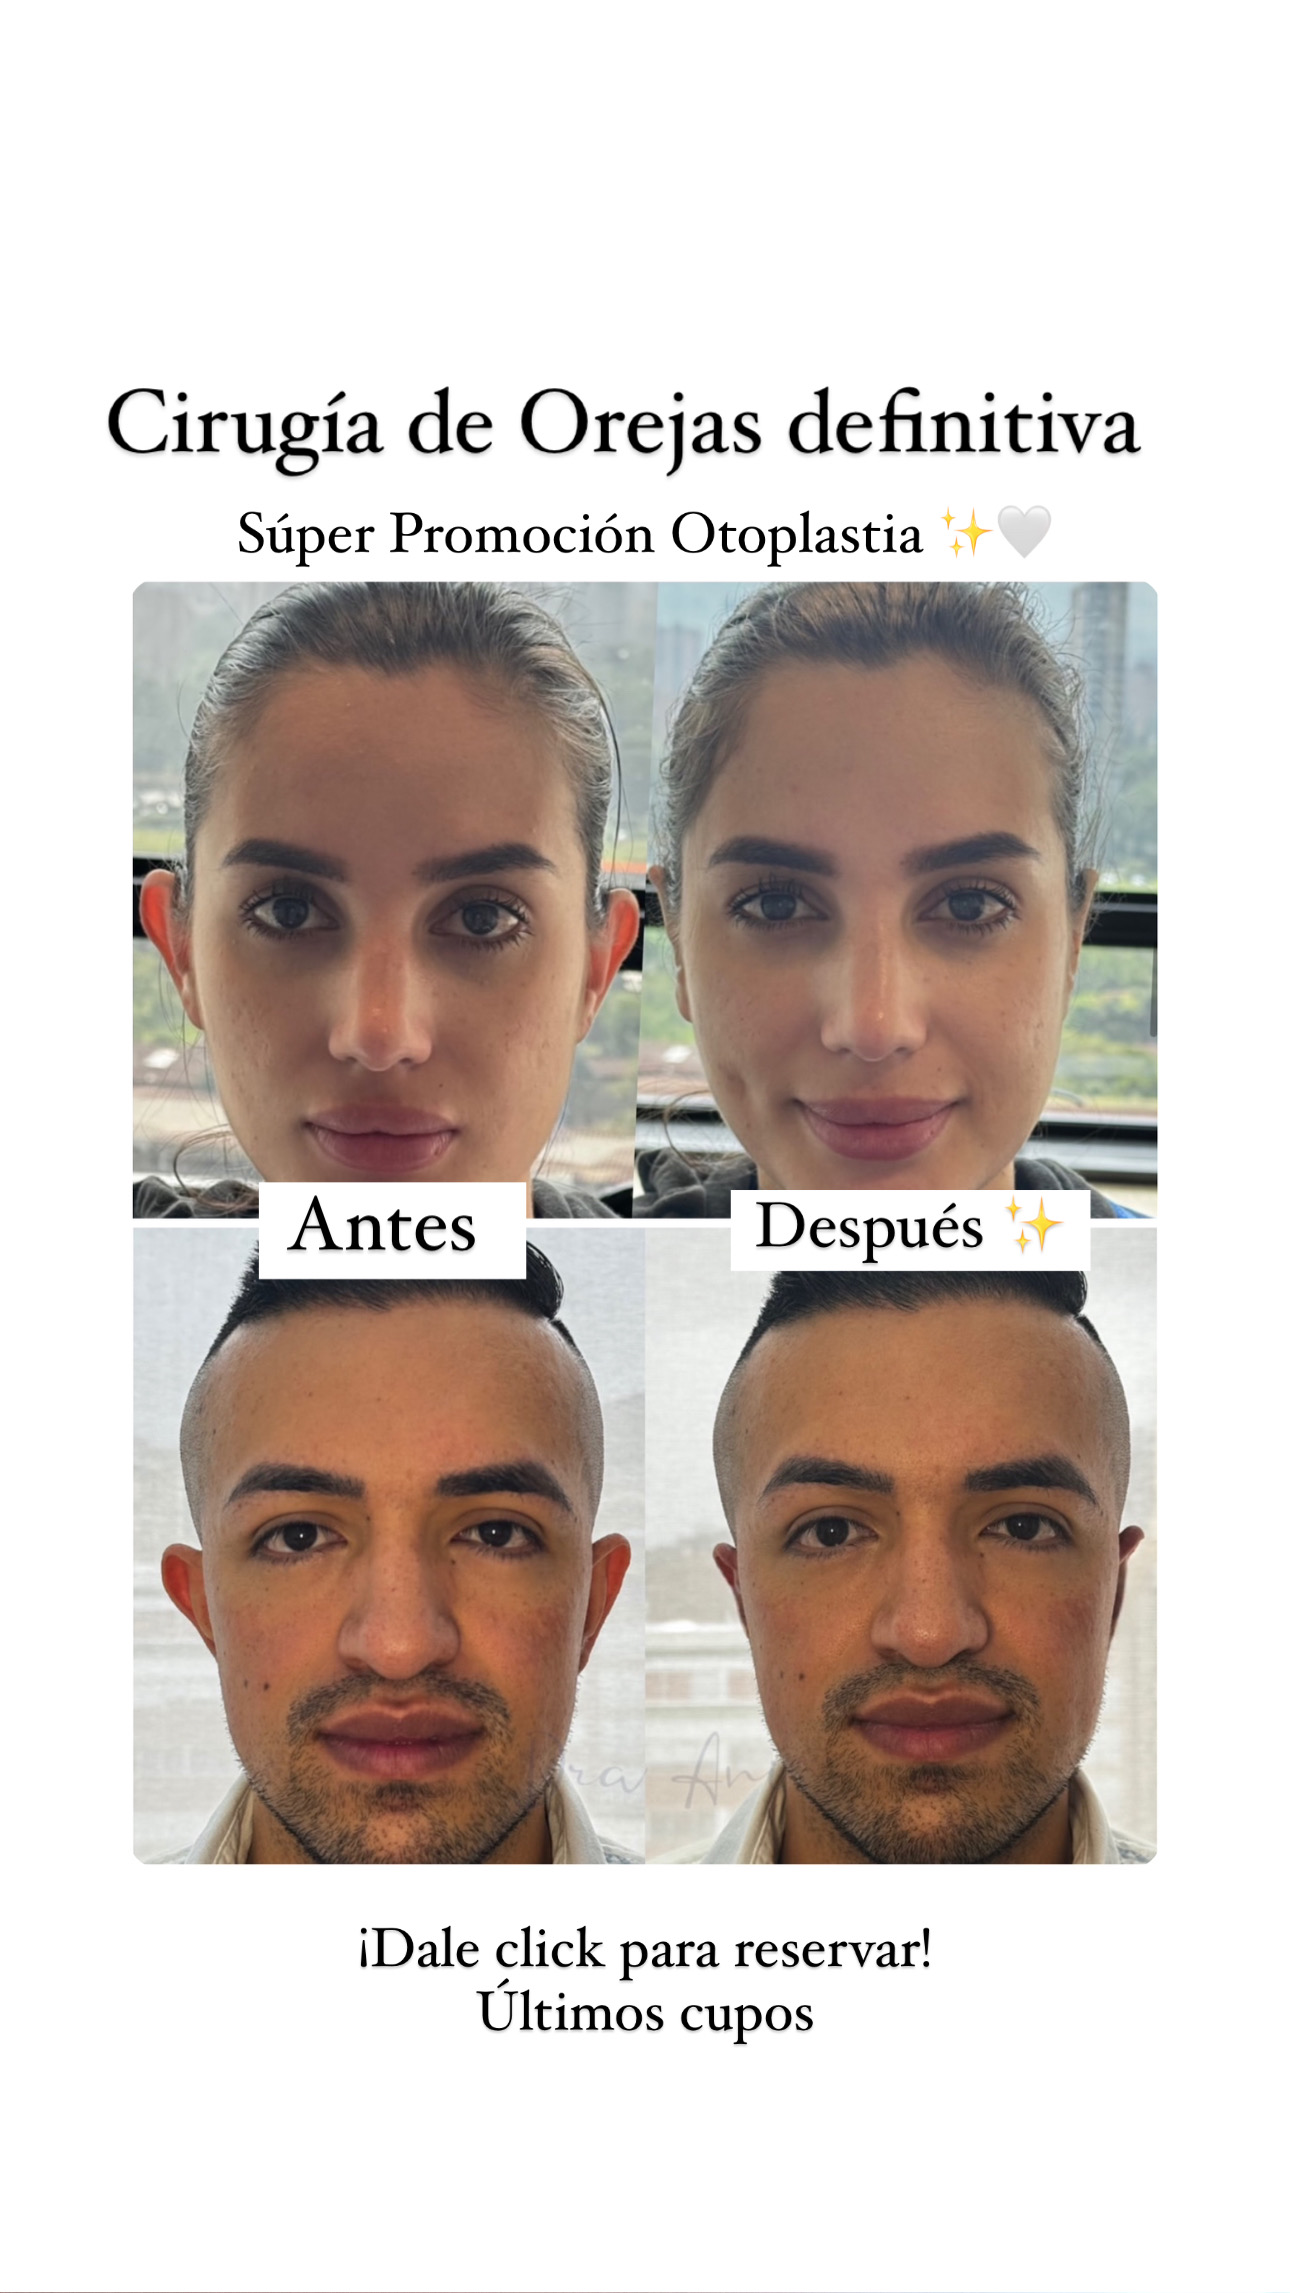 Cirugía de Orejas definitiva
Súper Promoción Otoplastia ✨🤍
Antes
Después ✨
¡Dale click para reservar!
Últimos cupos